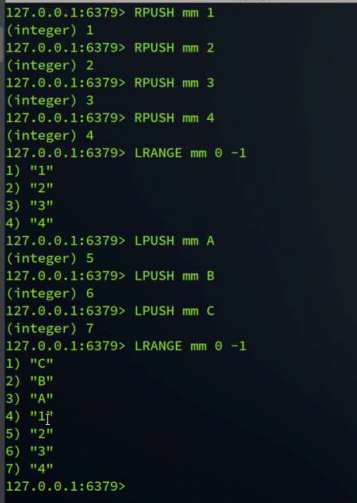 127.0.0.1:6379> RPUSH mm 1
(integer) 1
127.0.0.1:6379> RPUSH mm 2
(integer) 2
127.0.0.1:6379> RPUSH mm 3
(integer) 3
127.0.0.1:6379> RPUSH mm 4
(integer) 4
127.0.0.1:6379> LRANGE mm 0 -1
1) "1"
2) "2"
3) "3"
4) "4"
127.0.0.1:6379> LPUSH mm A
(integer) 5
127.0.0.1:6379> LPUSH mm B
(integer) 6
127.0.0.1:6379> LPUSH mm C
(integer) 7
127.0.0.1:6379> LRANGE mm 0 -1
1) "C"
2) "B"
3) "A"
4) "1"
5) "2"
6) "3"
7) "4"
127.0.0.1:6379>